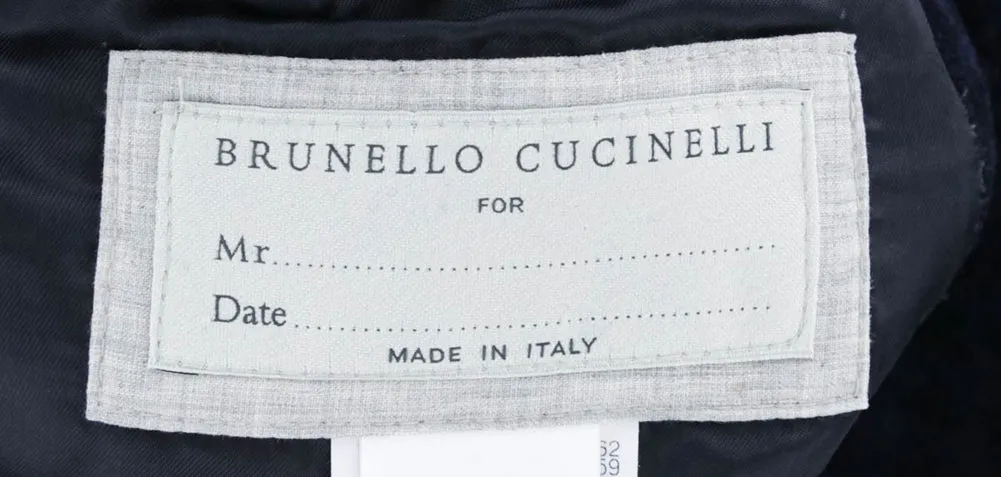 BRUNELLO CUCINELLI
FOR
Mr..........................................................
Date......................................................
MADE IN ITALY